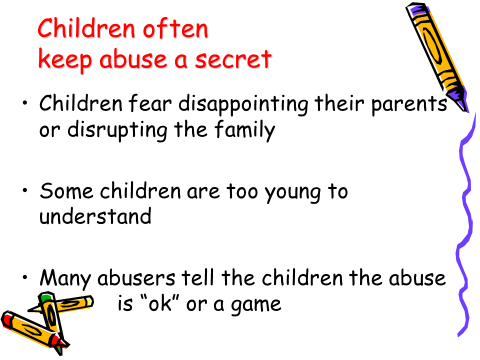 Children often
keep abuse a secret
• Children fear disappointing their parents
or disrupting the family
• Some children are too young to
understand
• Many abusers tell the children the abuse
is “ok” or a game